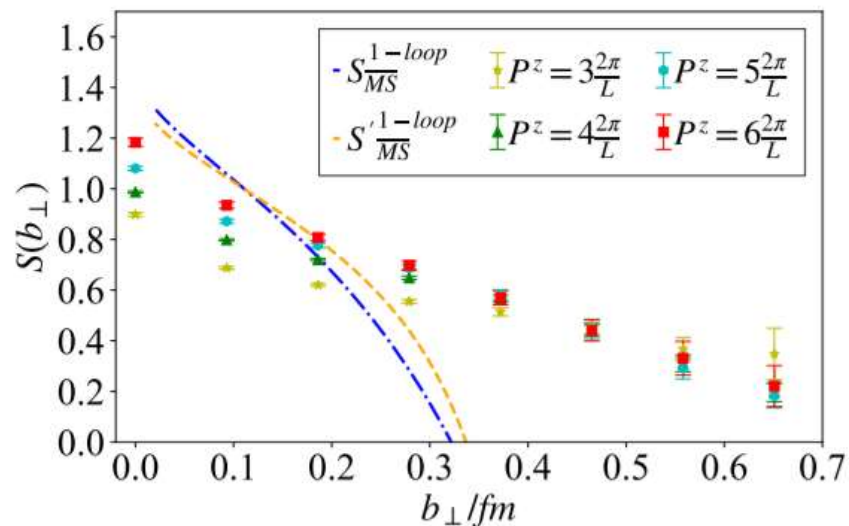 1.6
1.4
1.2
1.0
0.8
0.6
0.4
0.2
0.0
S(b⊥)
S 1−loop MS̅
S′ 1−loop MS̅
P^z = 3 2π/L
P^z = 4 2π/L
P^z = 5 2π/L
P^z = 6 2π/L
0.0 0.1 0.2 0.3 0.4 0.5 0.6 0.7
b⊥/fm